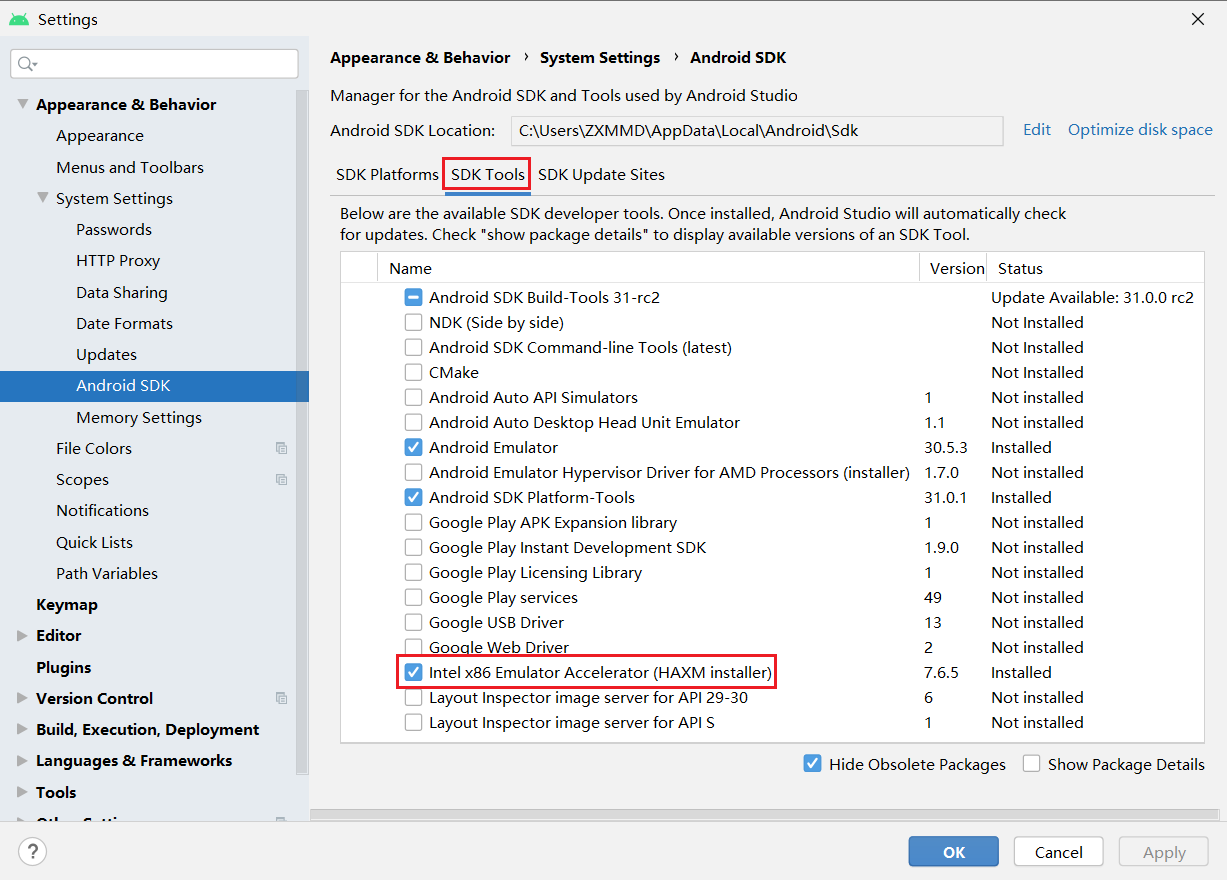 Settings
Appearance & Behavior
Appearance
Menus and Toolbars
System Settings
Passwords
HTTP Proxy
Data Sharing
Date Formats
Updates
Android SDK
Memory Settings
File Colors
Scopes
Notifications
Quick Lists
Path Variables
Keymap
Editor
Plugins
Version Control
Build, Execution, Deployment
Languages & Frameworks
Tools
Appearance & Behavior › System Settings › Android SDK
Manager for the Android SDK and Tools used by Android Studio
Android SDK Location: C:\Users\ZXMMD\AppData\Local\Android\Sdk Edit Optimize disk space
SDK Platforms SDK Tools SDK Update Sites
Below are the available SDK developer tools. Once installed, Android Studio will automatically check
for updates. Check "show package details" to display available versions of an SDK Tool.
Name Version Status
Android SDK Build-Tools 31-rc2 Update Available: 31.0.0 rc2
NDK (Side by side) Not Installed
Android SDK Command-line Tools (latest) Not Installed
CMake Not Installed
Android Auto API Simulators 1 Not installed
Android Auto Desktop Head Unit Emulator 1.1 Not installed
Android Emulator 30.5.3 Installed
Android Emulator Hypervisor Driver for AMD Processors (installer) 1.7.0 Not installed
Android SDK Platform-Tools 31.0.1 Installed
Google Play APK Expansion library 1 Not installed
Google Play Instant Development SDK 1.9.0 Not installed
Google Play Licensing Library 1 Not installed
Google Play services 49 Not installed
Google USB Driver 13 Not installed
Google Web Driver 2 Not installed
Intel x86 Emulator Accelerator (HAXM installer) 7.6.5 Installed
Layout Inspector image server for API 29-30 6 Not installed
Layout Inspector image server for API S 1 Not installed
Hide Obsolete Packages Show Package Details
? OK Cancel Apply